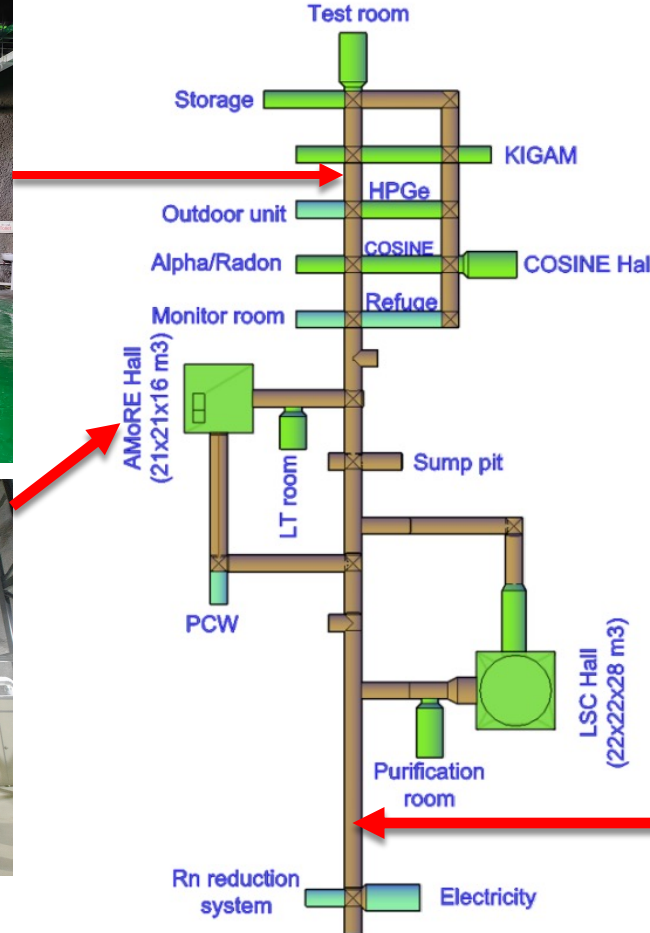 Test room
Storage
KIGAM
HPGe
Outdoor unit
COSINE
Alpha/Radon
COSINE Hal
Refuge
Monitor room
AMoRE Hall
(21x21x16 m3)
LT room
Sump pit
PCW
LSC Hall
(22x22x28 m3)
Purification
room
Rn reduction
system
Electricity